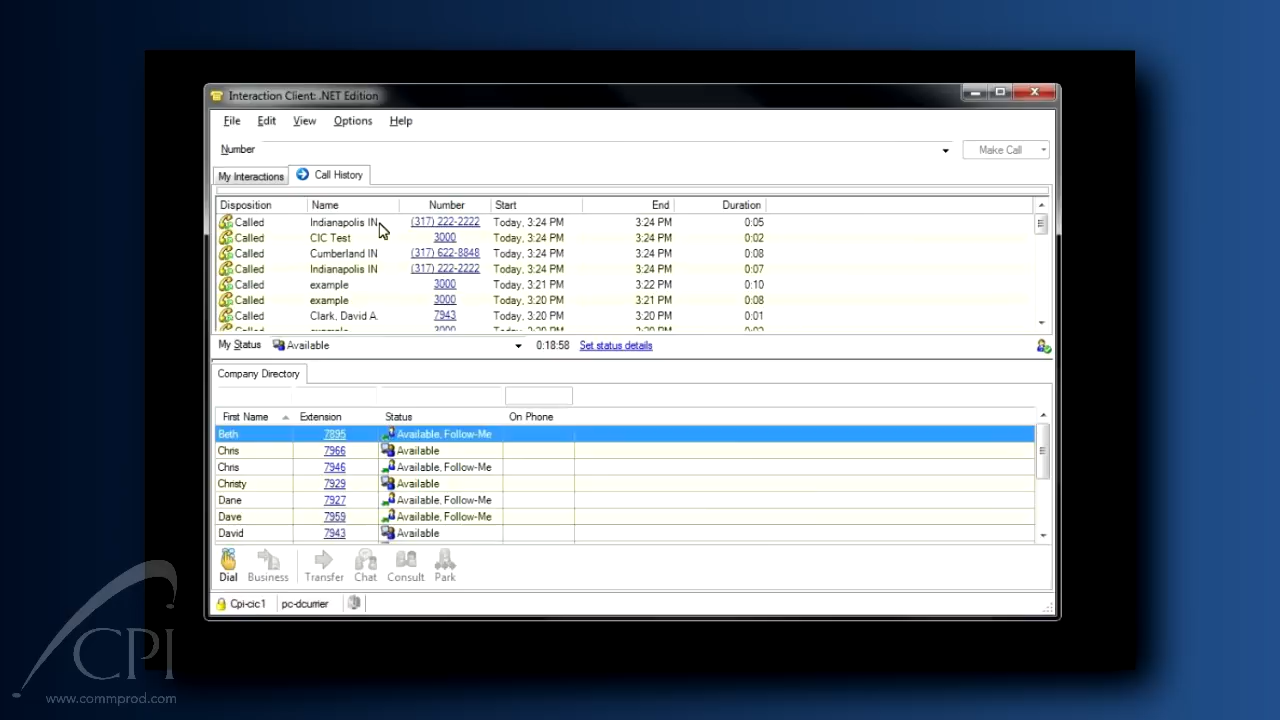 Interaction Client: .NET Edition
File Edit View Options Help
Number Make Call
My Interactions Call History
Disposition Name Number Start End Duration
Called Indianapolis IN (317) 222-2222 Today, 3:24 PM 3:24 PM 0:05
Called CIC Test 3000 Today, 3:24 PM 3:24 PM 0:02
Called Cumberland IN (317) 622-8848 Today, 3:24 PM 3:24 PM 0:08
Called Indianapolis IN (317) 222-2222 Today, 3:24 PM 3:24 PM 0:07
Called example 3000 Today, 3:21 PM 3:22 PM 0:10
Called example 3000 Today, 3:20 PM 3:21 PM 0:08
Called Clark, David A. 7943 Today, 3:20 PM 3:20 PM 0:01
My Status Available 0:18:58 Set status details
Company Directory
First Name Extension Status On Phone
Beth 7895 Available, Follow-Me
Chris 7966 Available
Chris 7946 Available, Follow-Me
Christy 7929 Available
Dane 7927 Available, Follow-Me
Dave 7959 Available, Follow-Me
David 7943 Available
Dial Business Transfer Chat Consult Park
Cpi-cic1 pc-dcurrier
CPI
www.commprod.com